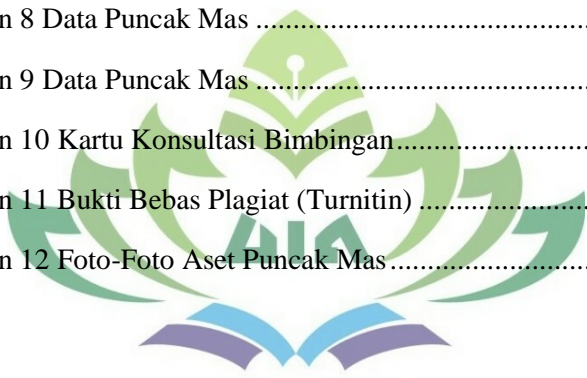 n 8 Data Puncak Mas ..............................................
n 9 Data Puncak Mas ..............................................
n 10 Kartu Konsultasi Bimbingan.......................
n 11 Bukti Bebas Plagiat (Turnitin) ....................
n 12 Foto-Foto Aset Puncak Mas........................